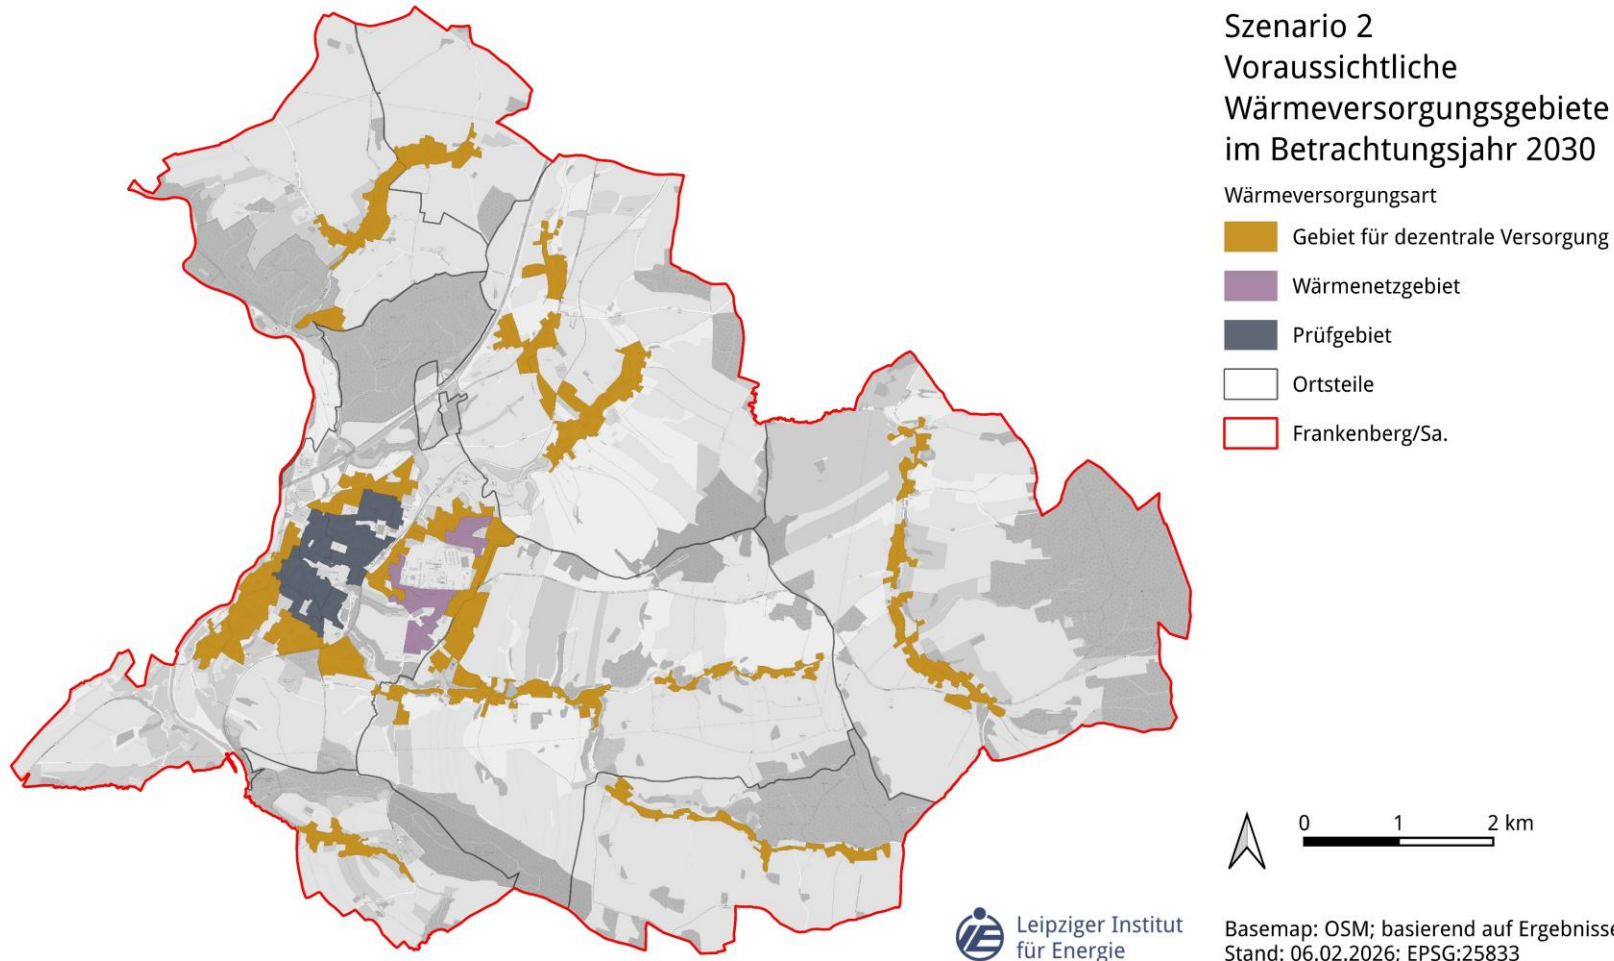 Szenario 2
Voraussichtliche
Wärmeversorgungsgebiete
im Betrachtungsjahr 2030
Wärmeversorgungsart
Gebiet für dezentrale Versorgung
Wärmenetzgebiet
Prüfgebiet
Ortsteile
Frankenberg/Sa.
0 1 2 km
Leipziger Institut
für Energie
Basemap: OSM; basierend auf Ergebnisse
Stand: 06.02.2026; EPSG:25833